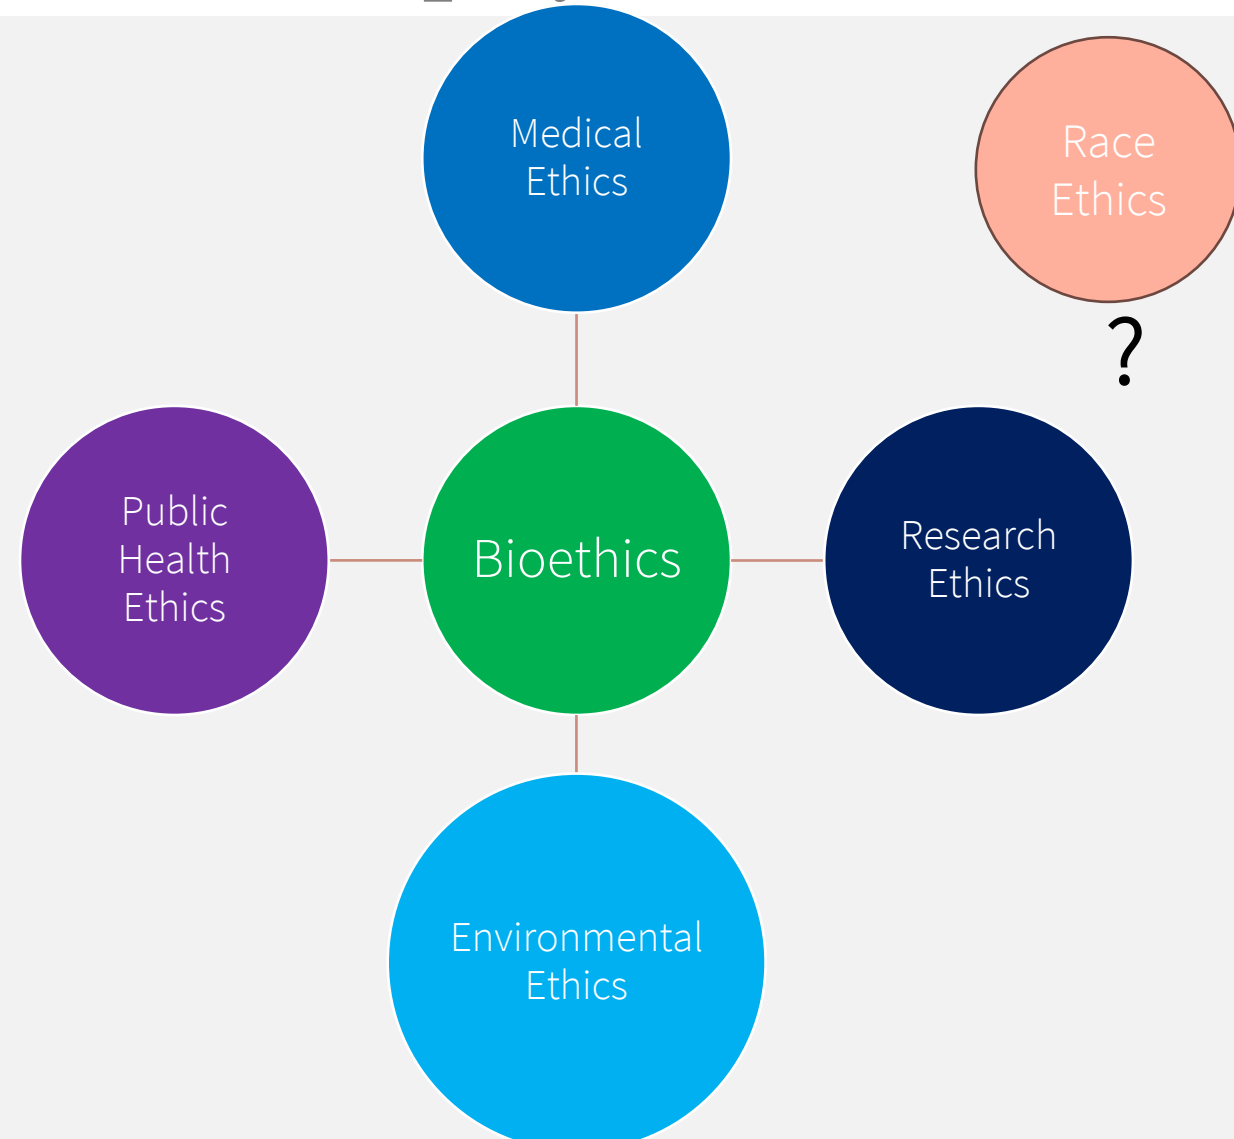 Medical
Ethics
Race
Ethics
?
Public
Health
Ethics
Bioethics
Research
Ethics
Environmental
Ethics